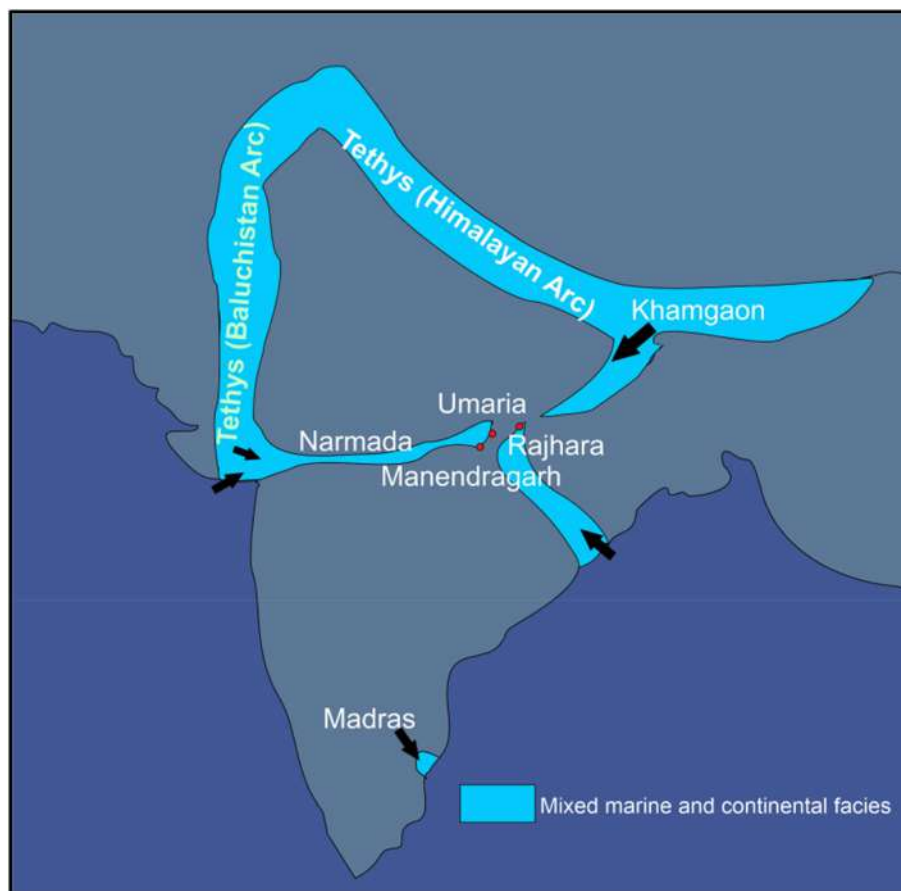 Tethys (Baluchistan Arc)
Tethys (Himalayan Arc)
Khamgaon
Umaria
Narmada
Rajhara
Manendragarh
Madras
Mixed marine and continental facies